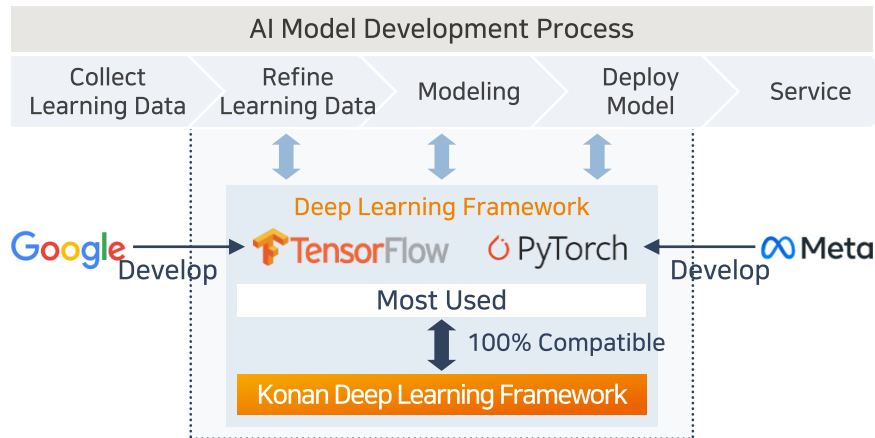 AI Model Development Process
Collect
Learning Data
Refine
Learning Data
Modeling
Deploy
Model
Service
Deep Learning Framework
Google
TensorFlow
PyTorch
Meta
Develop
Develop
Most Used
100% Compatible
Konan Deep Learning Framework